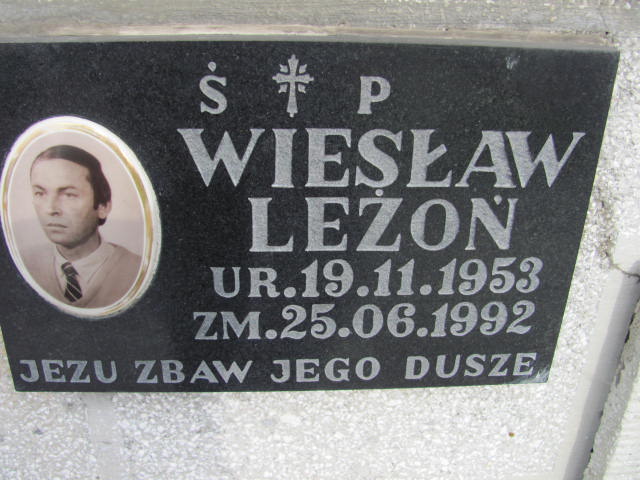 Ś P
WIESŁAW
LEŻOŃ
UR.19.11.1953
ZM.25.06.1992
JEZU ZBAW JEGO DUSZE